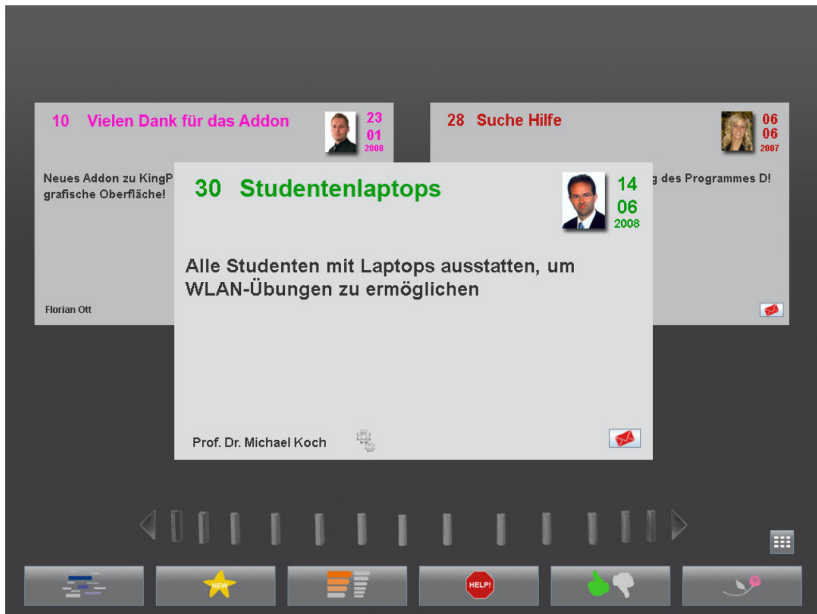 10 Vielen Dank für das Addon
23
01
2008
Neues Addon zu KingP
grafische Oberfläche!
Florian Ott
28 Suche Hilfe
06
06
2007
g des Programmes D!
30 Studentenlaptops
14
06
2008
Alle Studenten mit Laptops ausstatten, um
WLAN-Übungen zu ermöglichen
Prof. Dr. Michael Koch
NEW
HELP!